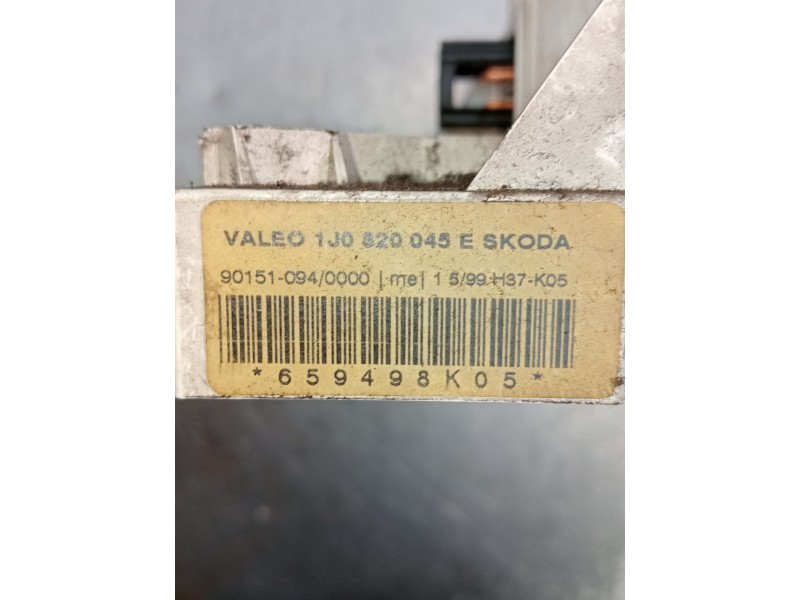 VALEO 1J0 820 045 E SKODA
90151-094/0000 | me | 1 5/99 H37-K05
*659498K05*